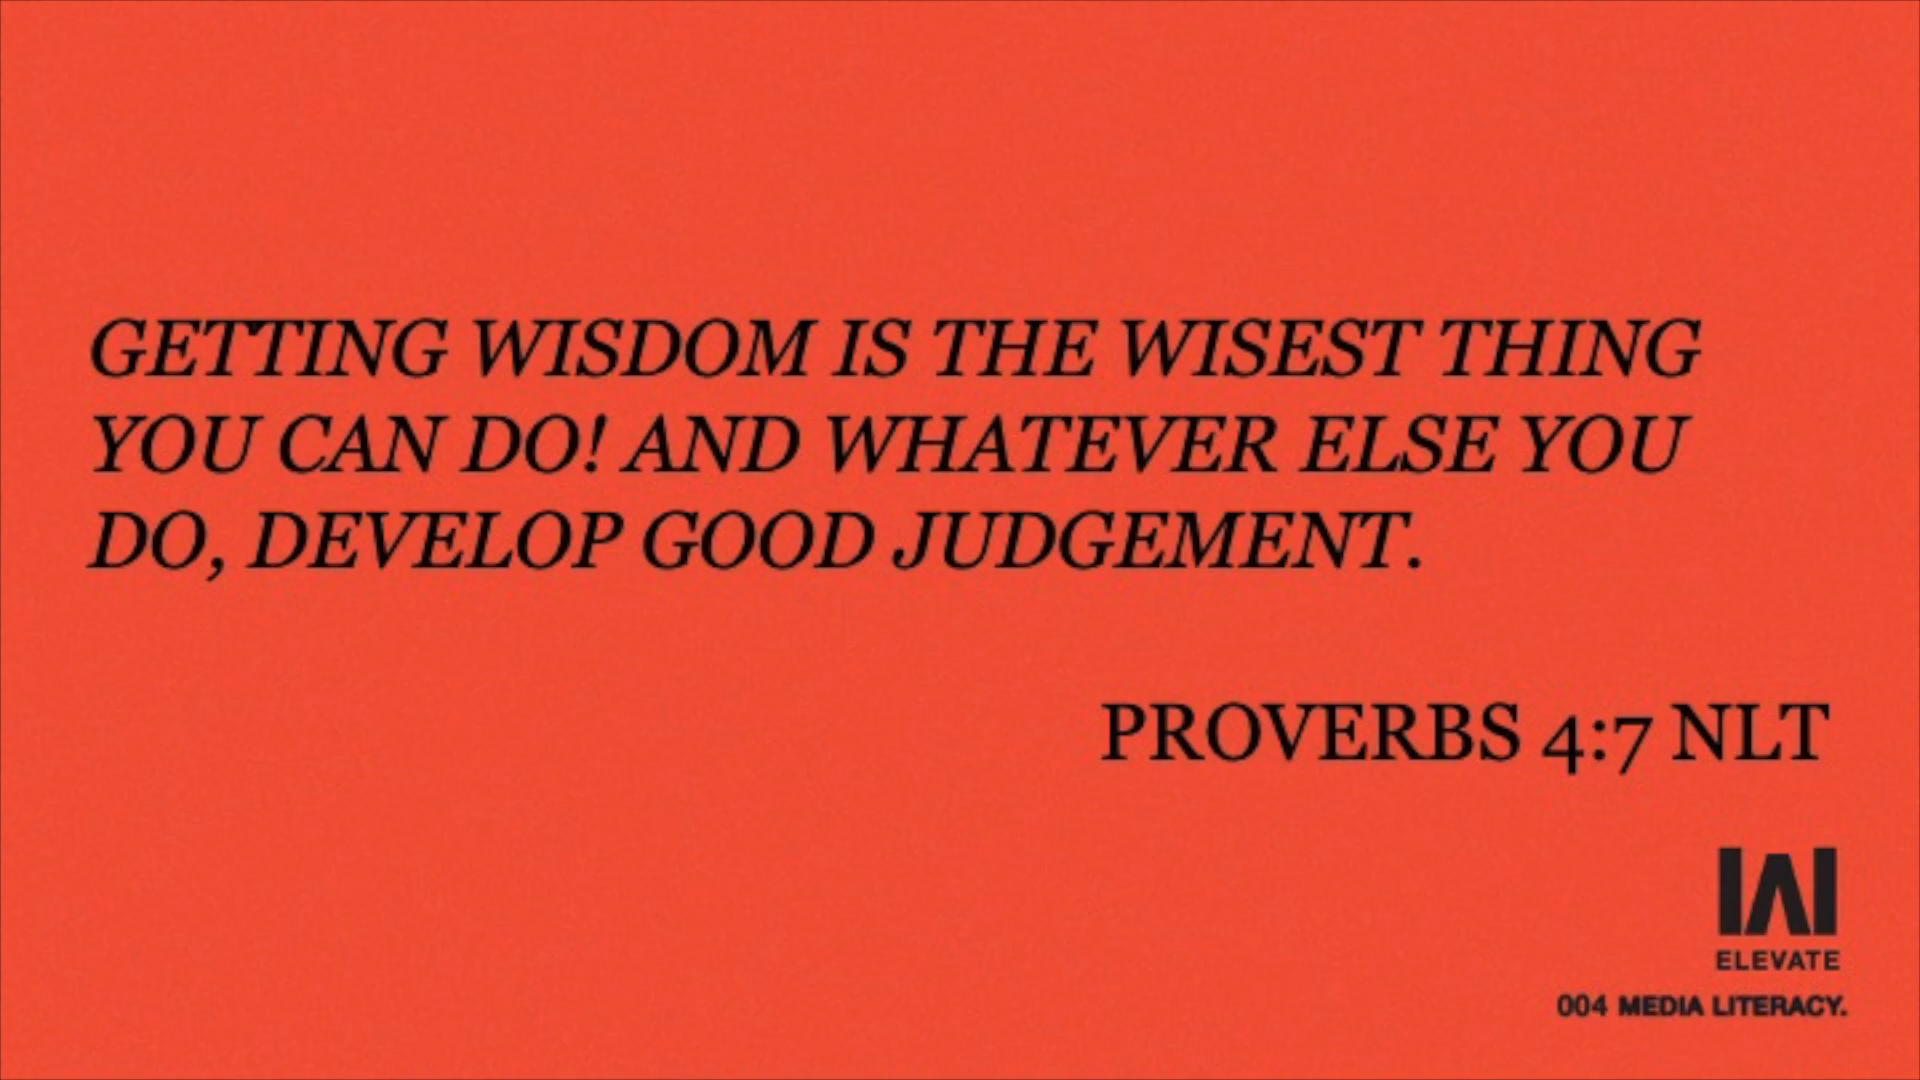 GETTING WISDOM IS THE WISEST THING
YOU CAN DO! AND WHATEVER ELSE YOU
DO, DEVELOP GOOD JUDGEMENT.
PROVERBS 4:7 NLT
ELEVATE
004 MEDIA LITERACY.